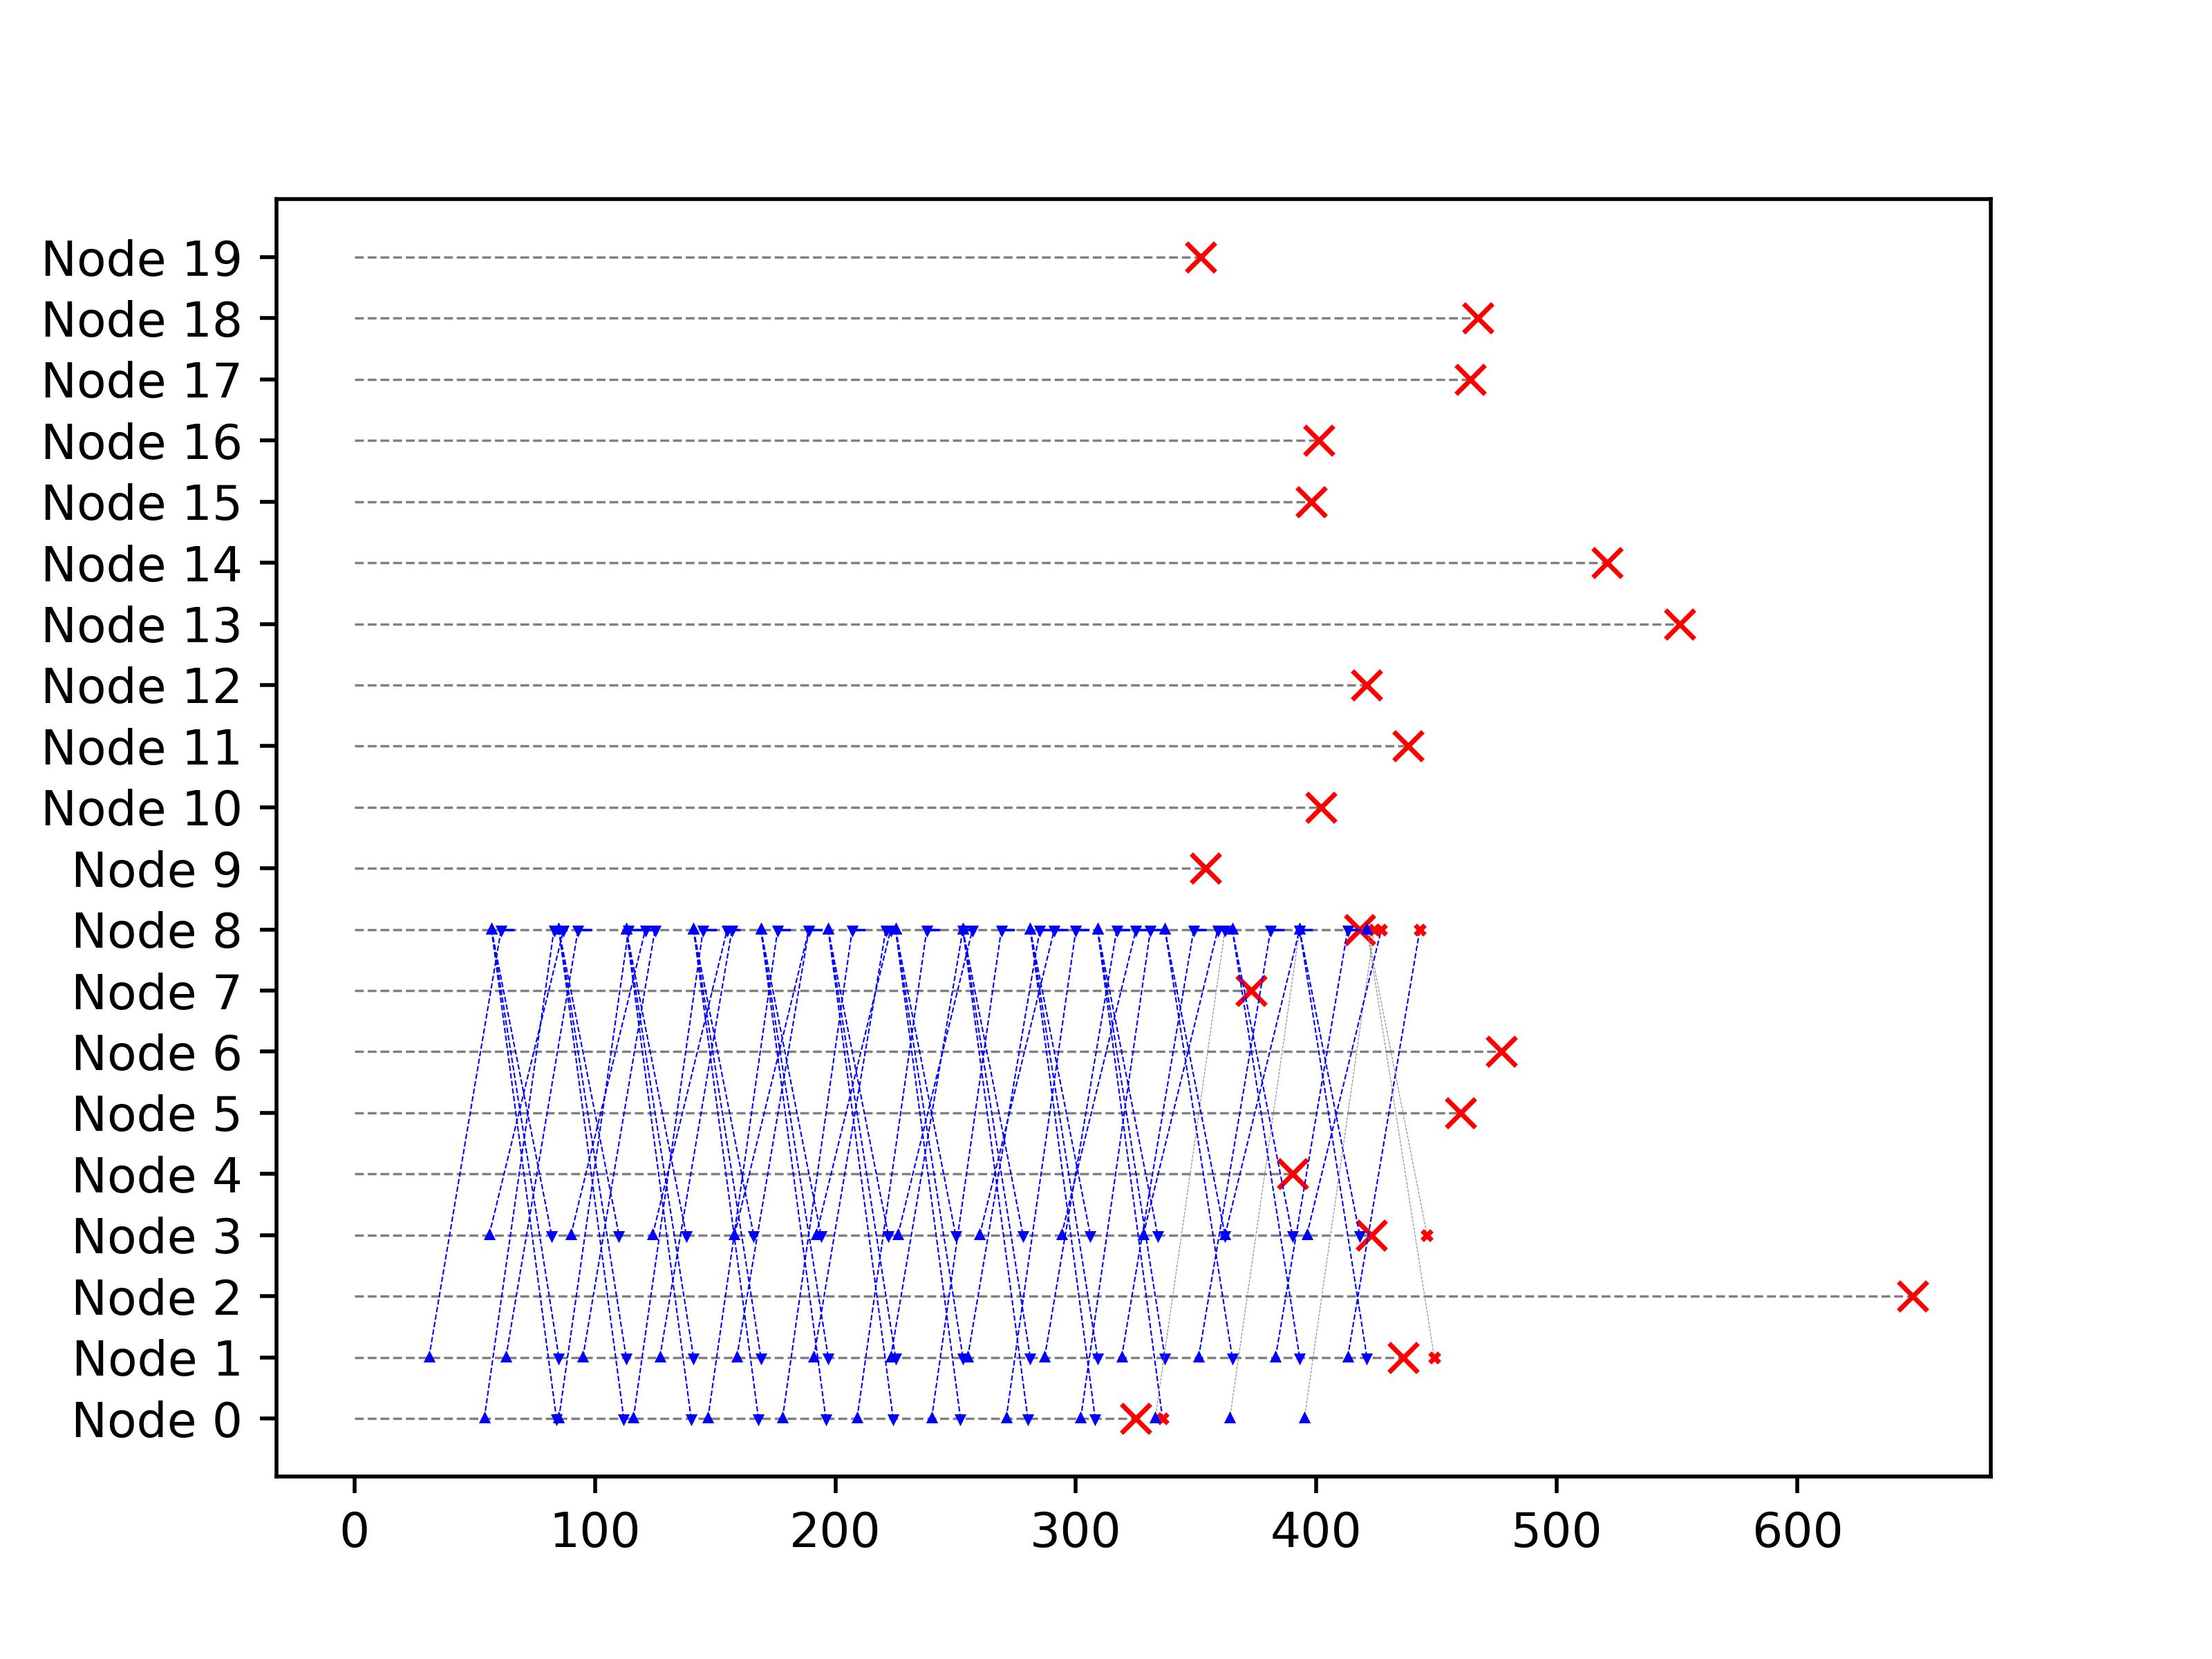 Node 19
Node 18
Node 17
Node 16
Node 15
Node 14
Node 13
Node 12
Node 11
Node 10
Node 9
Node 8
Node 7
Node 6
Node 5
Node 4
Node 3
Node 2
Node 1
Node 0
0 100 200 300 400 500 600